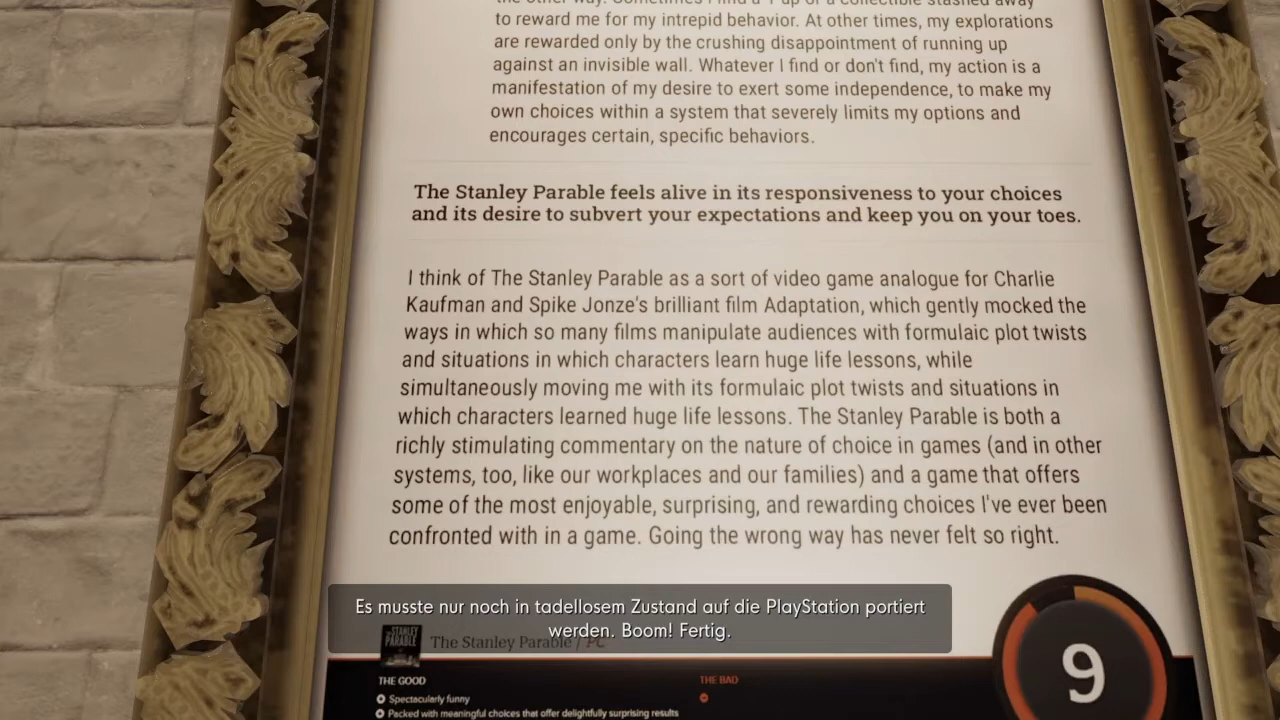 to reward me for my intrepid behavior. At other times, my explorations
are rewarded only by the crushing disappointment of running up
against an invisible wall. Whatever I find or don't find, my action is a
manifestation of my desire to exert some independence, to make my
own choices within a system that severely limits my options and
encourages certain, specific behaviors.
The Stanley Parable feels alive in its responsiveness to your choices
and its desire to subvert your expectations and keep you on your toes.
I think of The Stanley Parable as a sort of video game analogue for Charlie
Kaufman and Spike Jonze's brilliant film Adaptation, which gently mocked the
ways in which so many films manipulate audiences with formulaic plot twists
and situations in which characters learn huge life lessons, while
simultaneously moving me with its formulaic plot twists and situations in
which characters learned huge life lessons. The Stanley Parable is both a
richly stimulating commentary on the nature of choice in games (and in other
systems, too, like our workplaces and our families) and a game that offers
some of the most enjoyable, surprising, and rewarding choices I've ever been
confronted with in a game. Going the wrong way has never felt so right.
Es musste nur noch in tadellosem Zustand auf die PlayStation portiert
werden. Boom! Fertig.
THE STANLEY PARABLE
The Stanley Parable / PC
9
THE GOOD
THE BAD
Spectacularly funny
Packed with meaningful choices that offer delightfully surprising results